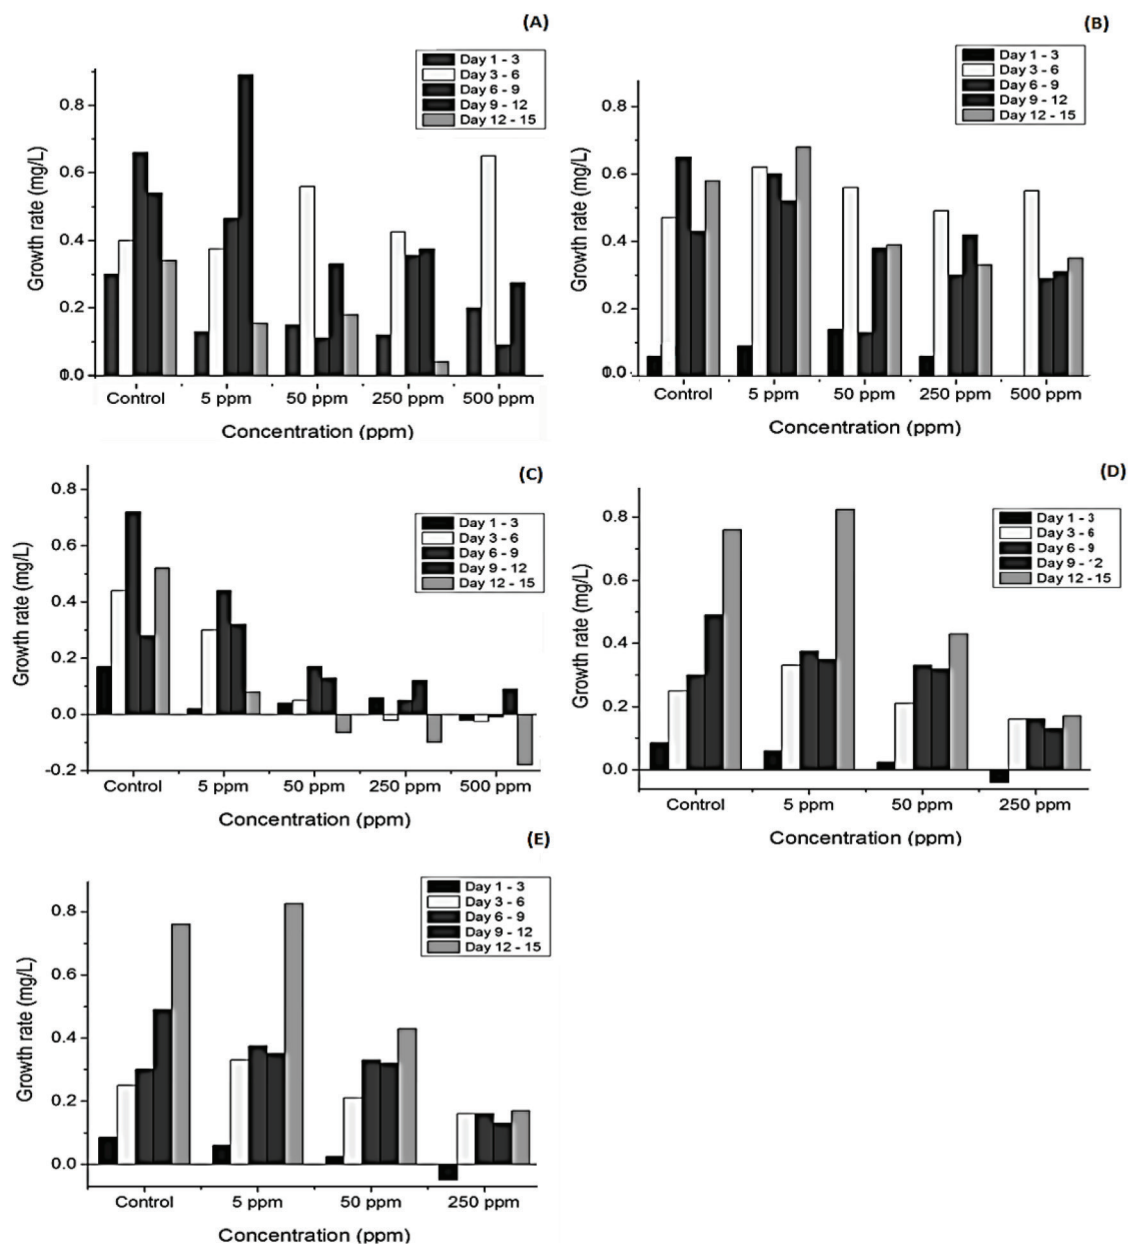 (A)
Day 1 - 3
Day 3 - 6
Day 6 - 9
Day 9 - 12
Day 12 - 15
Growth rate (mg/L)
0.8
0.6
0.4
0.2
0.0
Control 5 ppm 50 ppm 250 ppm 500 ppm
Concentration (ppm)
(B)
Day 1 - 3
Day 3 - 6
Day 6 - 9
Day 9 - 12
Day 12 - 15
Growth rate (mg/L)
0.8
0.6
0.4
0.2
0.0
Control 5 ppm 50 ppm 250 ppm 500 ppm
Concentration (ppm)
(C)
Day 1 - 3
Day 3 - 6
Day 6 - 9
Day 9 - 12
Day 12 - 15
Growth rate (mg/L)
0.8
0.6
0.4
0.2
0.0
-0.2
Control 5 ppm 50 ppm 250 ppm 500 ppm
Concentration (ppm)
(D)
Day 1 - 3
Day 3 - 6
Day 6 - 9
Day 9 - 12
Day 12 - 15
Growth rate (mg/L)
0.8
0.6
0.4
0.2
0.0
Control 5 ppm 50 ppm 250 ppm
Concentration (ppm)
(E)
Day 1 - 3
Day 3 - 6
Day 6 - 9
Day 9 - 12
Day 12 - 15
Growth rate (mg/L)
0.8
0.6
0.4
0.2
0.0
Control 5 ppm 50 ppm 250 ppm
Concentration (ppm)